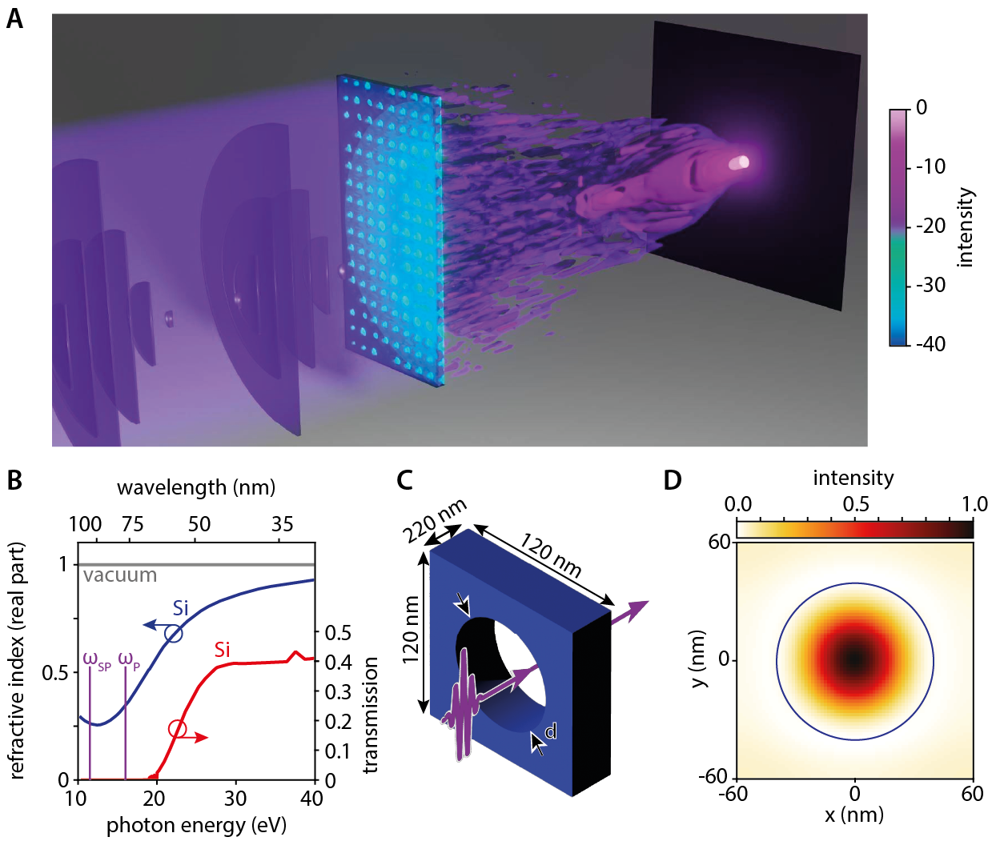 A
0
-10
-20
-30
-40
intensity
B
wavelength (nm)
100 75 50 35
refractive index (real part)
1
0.5
0
vacuum
Si
Si
ωSP ωP
0.5
0.4
0.3
0.2
0.1
0
transmission
10 20 30 40
photon energy (eV)
C
220 nm
120 nm
120 nm
d
D
intensity
0.0 0.5 1.0
60
0
-60
y (nm)
-60 0 60
x (nm)